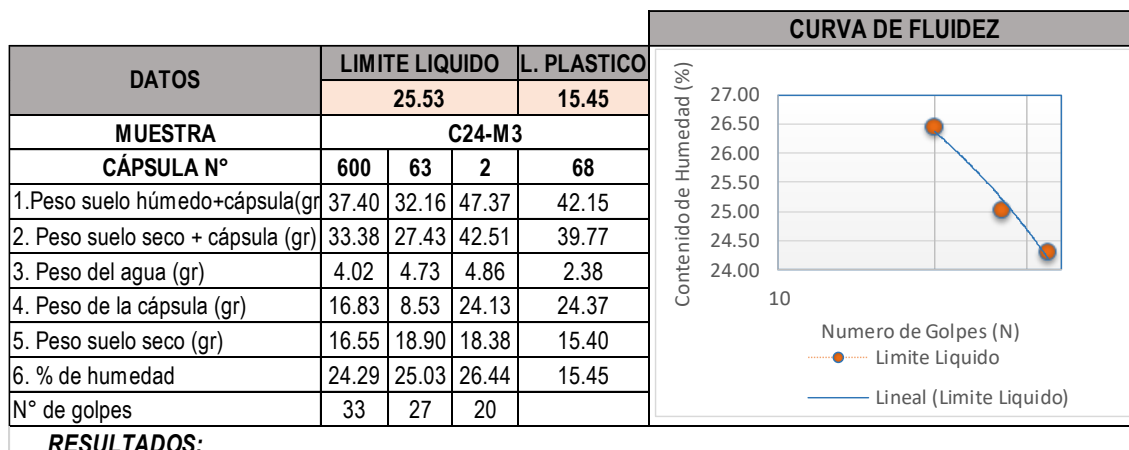 CURVA DE FLUIDEZ
DATOS LIMITE LIQUIDO L. PLASTICO
25.53 15.45
MUESTRA C24-M3
CÁPSULA N° 600 63 2 68
1.Peso suelo húmedo+cápsula(gr 37.40 32.16 47.37 42.15
2. Peso suelo seco + cápsula (gr) 33.38 27.43 42.51 39.77
3. Peso del agua (gr) 4.02 4.73 4.86 2.38
4. Peso de la cápsula (gr) 16.83 8.53 24.13 24.37
5. Peso suelo seco (gr) 16.55 18.90 18.38 15.40
6. % de humedad 24.29 25.03 26.44 15.45
N° de golpes 33 27 20
RESULTADOS:
Contenido de Humedad (%)
27.00
26.50
26.00
25.50
25.00
24.50
24.00
10
Numero de Golpes (N)
Limite Liquido
Lineal (Limite Liquido)